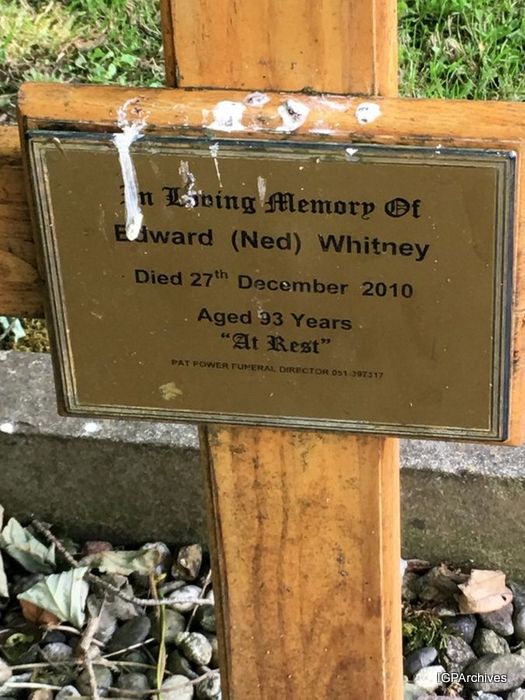 In Loving Memory Of
Edward (Ned) Whitney
Died 27th December 2010
Aged 93 Years
"At Rest"
PAT POWER FUNERAL DIRECTOR 051-397317
IGPArchives